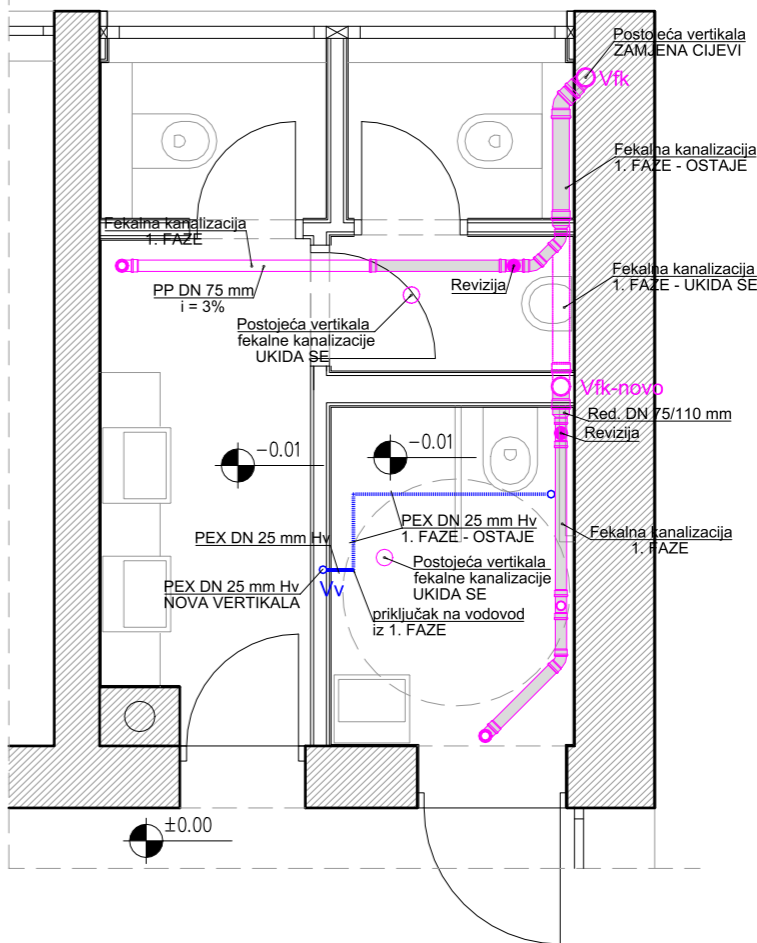 Postojeća vertikala
ZAMJENA CIJEVI
Vfk
Fekalna kanalizacija
1. FAZE - OSTAJE
Fekalna kanalizacija
1. FAZE
PP DN 75 mm
i = 3%
Revizija
Fekalna kanalizacija
1. FAZE - UKIDA SE
Postojeća vertikala
fekalne kanalizacije
UKIDA SE
Vfk-novo
Red. DN 75/110 mm
Revizija
-0.01
-0.01
PEX DN 25 mm Hv
PEX DN 25 mm Hv
1. FAZE - OSTAJE
Fekalna kanalizacija
1. FAZE
Postojeća vertikala
fekalne kanalizacije
UKIDA SE
PEX DN 25 mm Hv
NOVA VERTIKALA
Vv
priključak na vodovod
iz 1. FAZE
±0.00